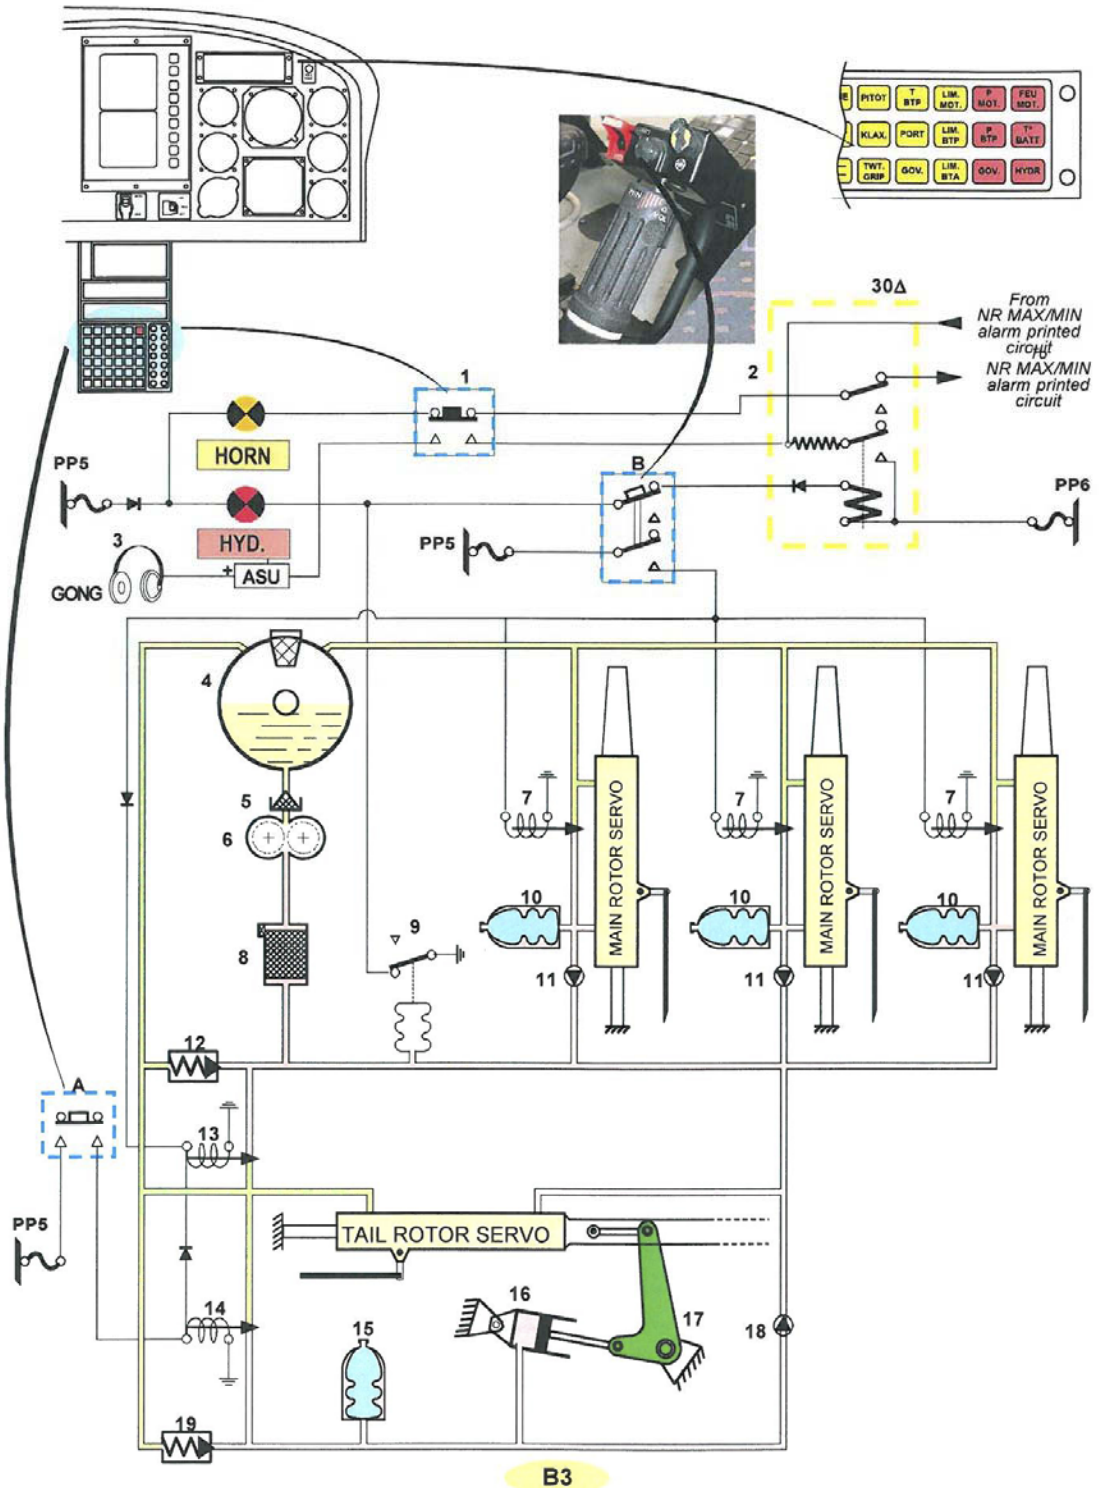 E
PITOT
T
BTP
LIM.
MOT.
P
MOT.
FEU
MOT.
KLAX.
PORT
LIM.
BTP
P
BTP
T°
BATT
TWT.
GRIP
GOV.
LIM.
BTA
GOV.
HYDR
MIN
VOL
30Δ
From
NR MAX/MIN
alarm printed
circuit
To
NR MAX/MIN
alarm printed
circuit
1
2
HORN
PP5
B
HYD.
PP5
PP6
3
+
ASU
GONG
4
5
6
7
7
7
MAIN ROTOR SERVO
MAIN ROTOR SERVO
MAIN ROTOR SERVO
10
10
10
8
9
11
11
11
12
A
13
PP5
TAIL ROTOR SERVO
14
15
16
17
18
19
B3